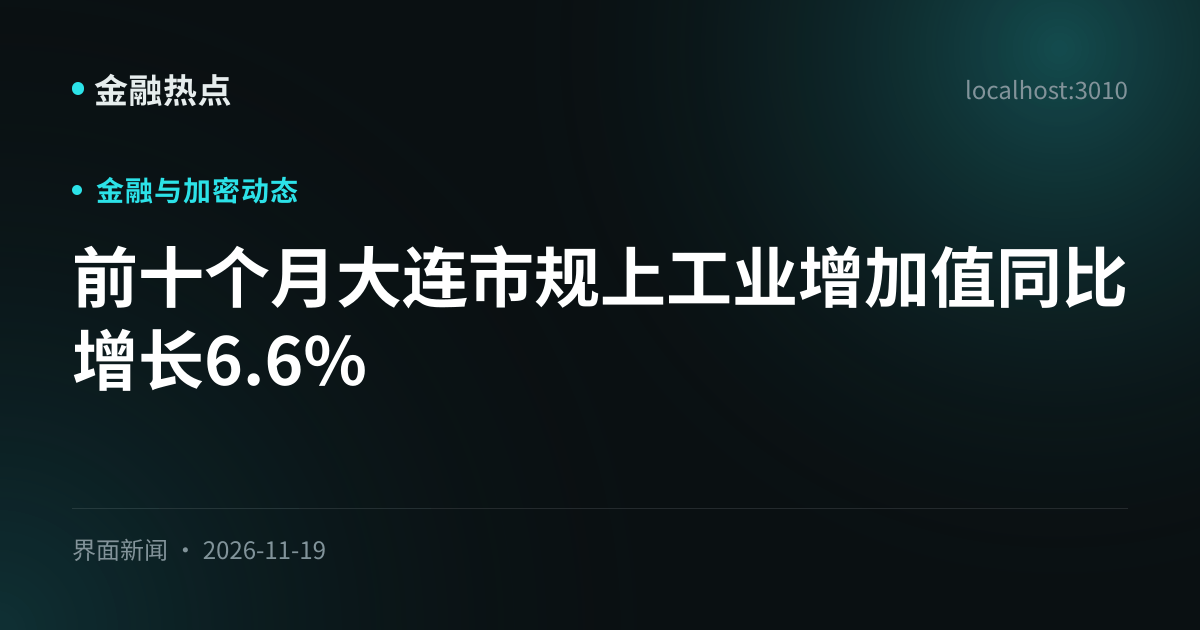 金融热点
localhost:3010
金融与加密动态
前十个月大连市规上工业增加值同比
增长6.6%
界面新闻 • 2026-11-19